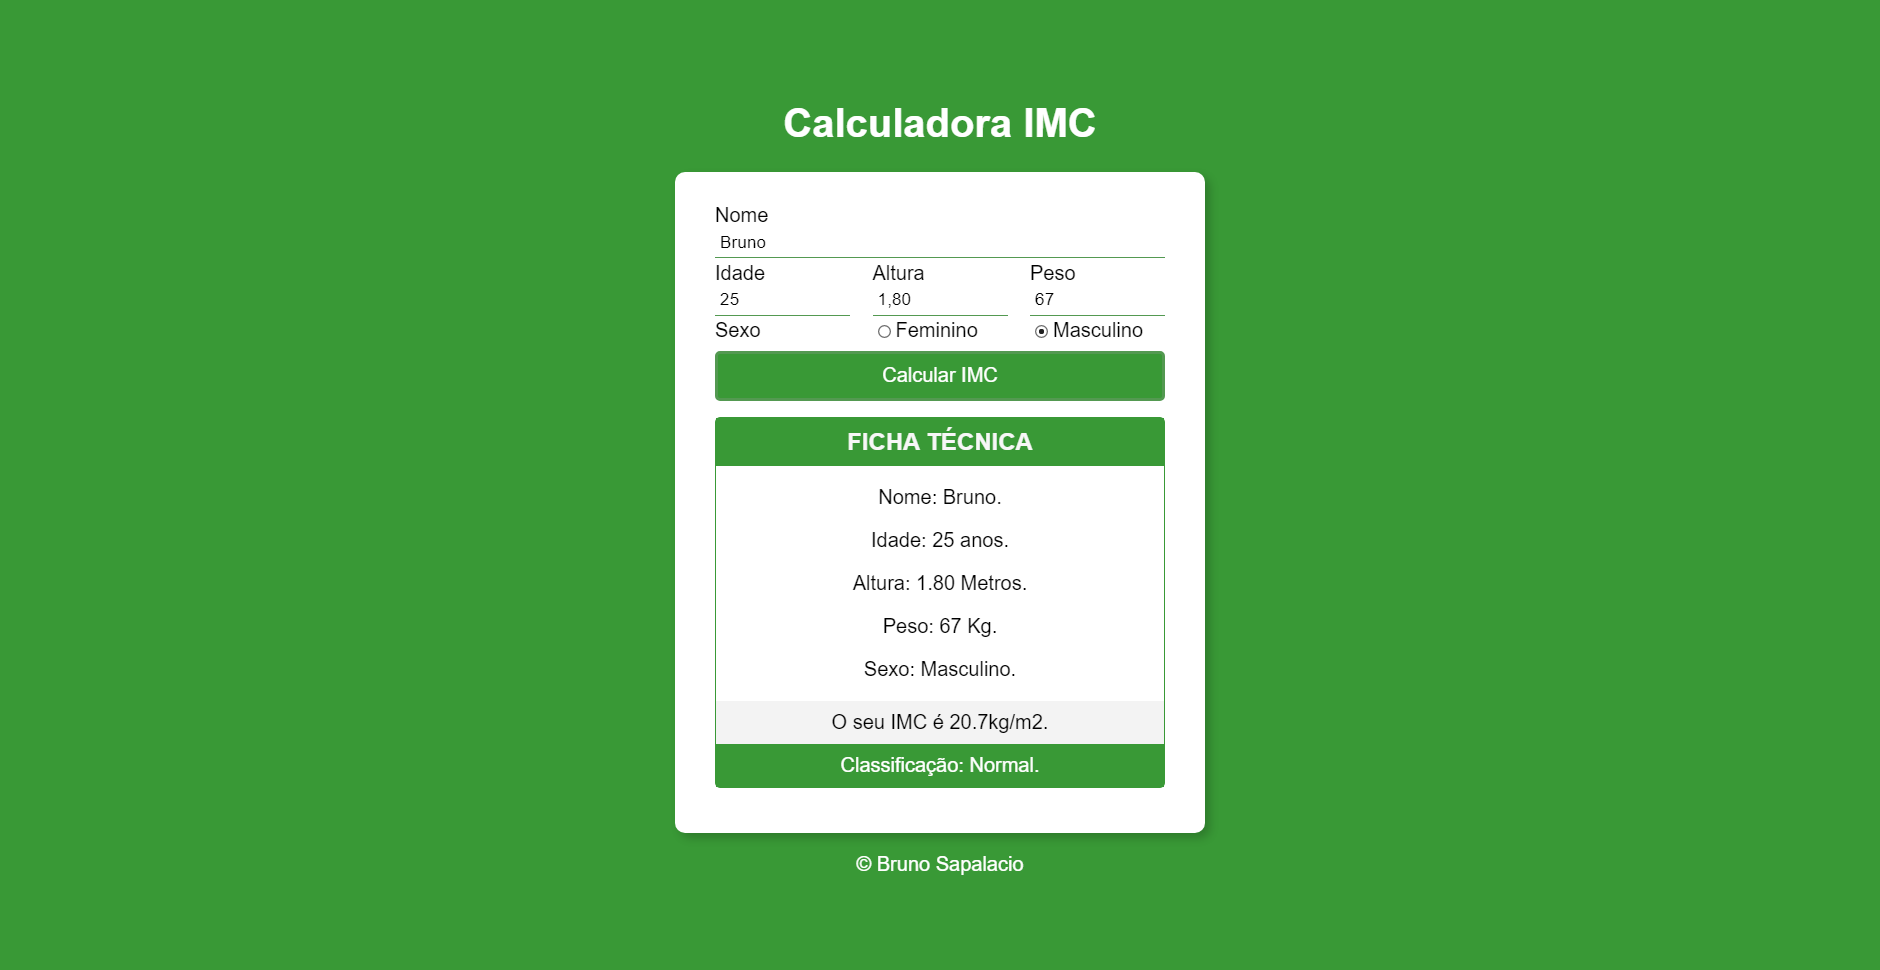 Calculadora IMC
Nome
Bruno
Idade Altura Peso
25 1,80 67
Sexo Feminino Masculino
Calcular IMC
FICHA TÉCNICA
Nome: Bruno.
Idade: 25 anos.
Altura: 1.80 Metros.
Peso: 67 Kg.
Sexo: Masculino.
O seu IMC é 20.7kg/m2.
Classificação: Normal.
© Bruno Sapalacio